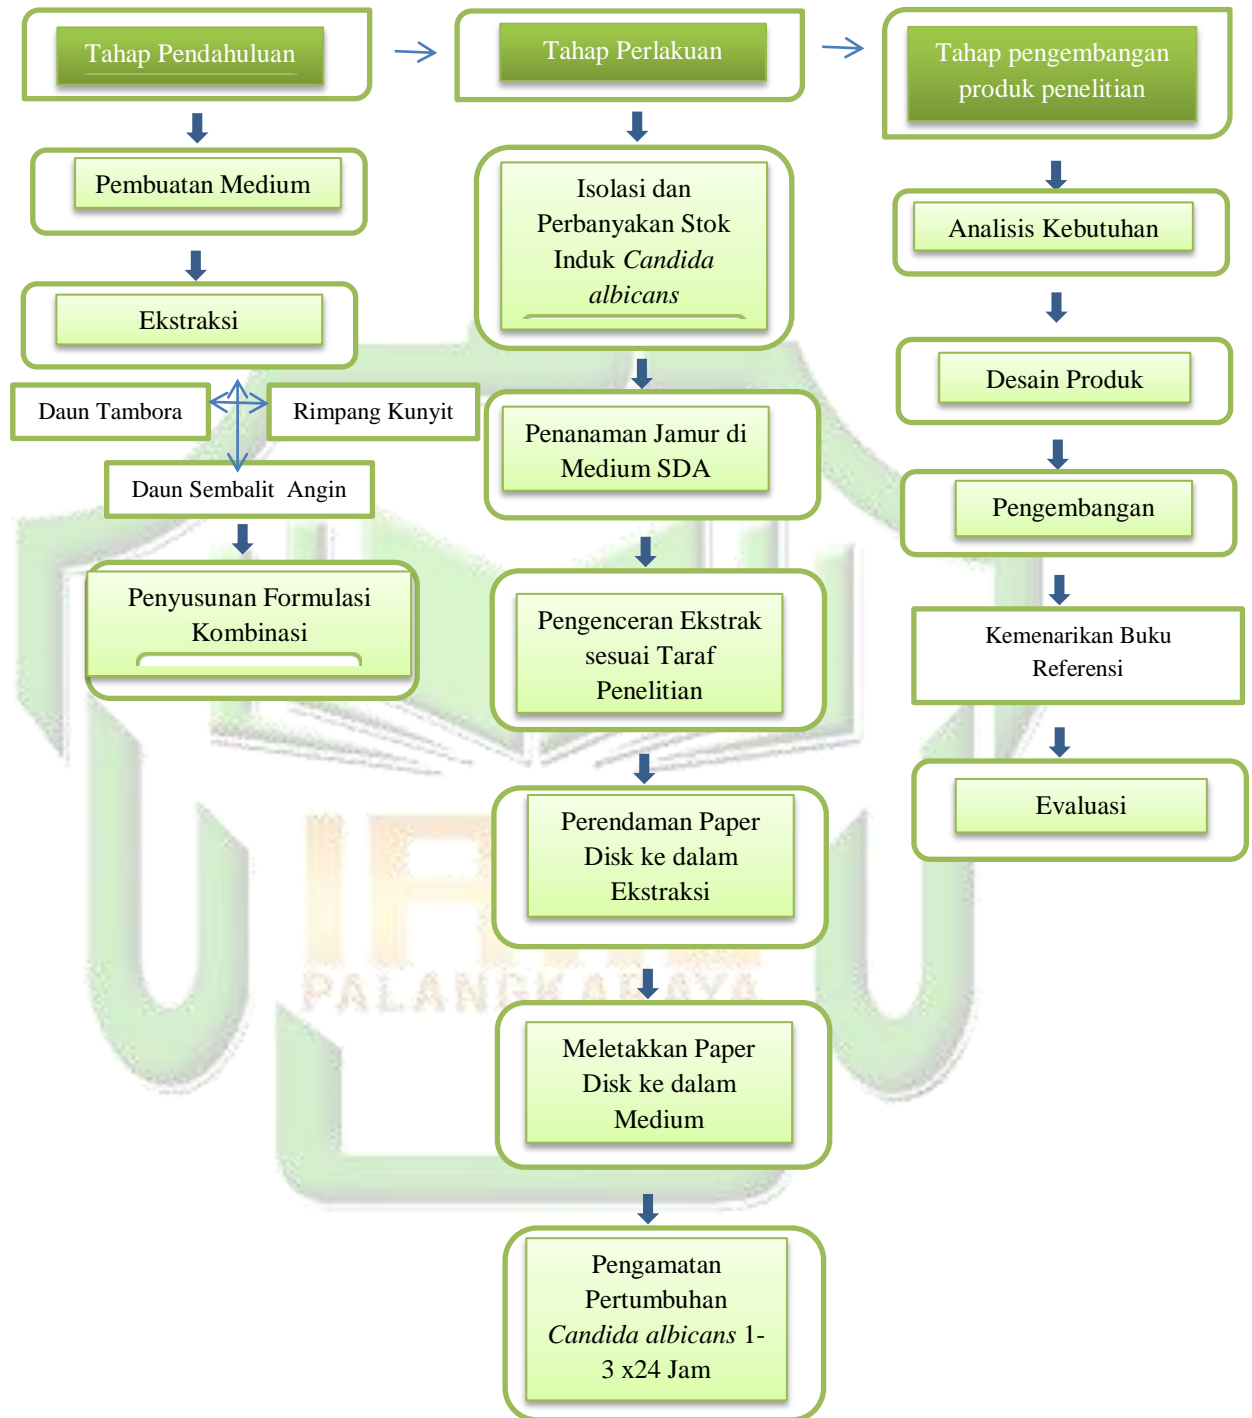 Tahap Pendahuluan
Pembuatan Medium
Ekstraksi
Daun Tambora
Rimpang Kunyit
Daun Sembalit Angin
Penyusunan Formulasi
Kombinasi
Tahap Perlakuan
Isolasi dan
Perbanyakan Stok
Induk Candida
albicans
Penanaman Jamur di
Medium SDA
Pengenceran Ekstrak
sesuai Taraf
Penelitian
Perendaman Paper
Disk ke dalam
Ekstraksi
Meletakkan Paper
Disk ke dalam
Medium
Pengamatan
Pertumbuhan
Candida albicans 1-
3 x24 Jam
Tahap pengembangan
produk penelitian
Analisis Kebutuhan
Desain Produk
Pengembangan
Kemenarikan Buku
Referensi
Evaluasi
PALANGKARAYA